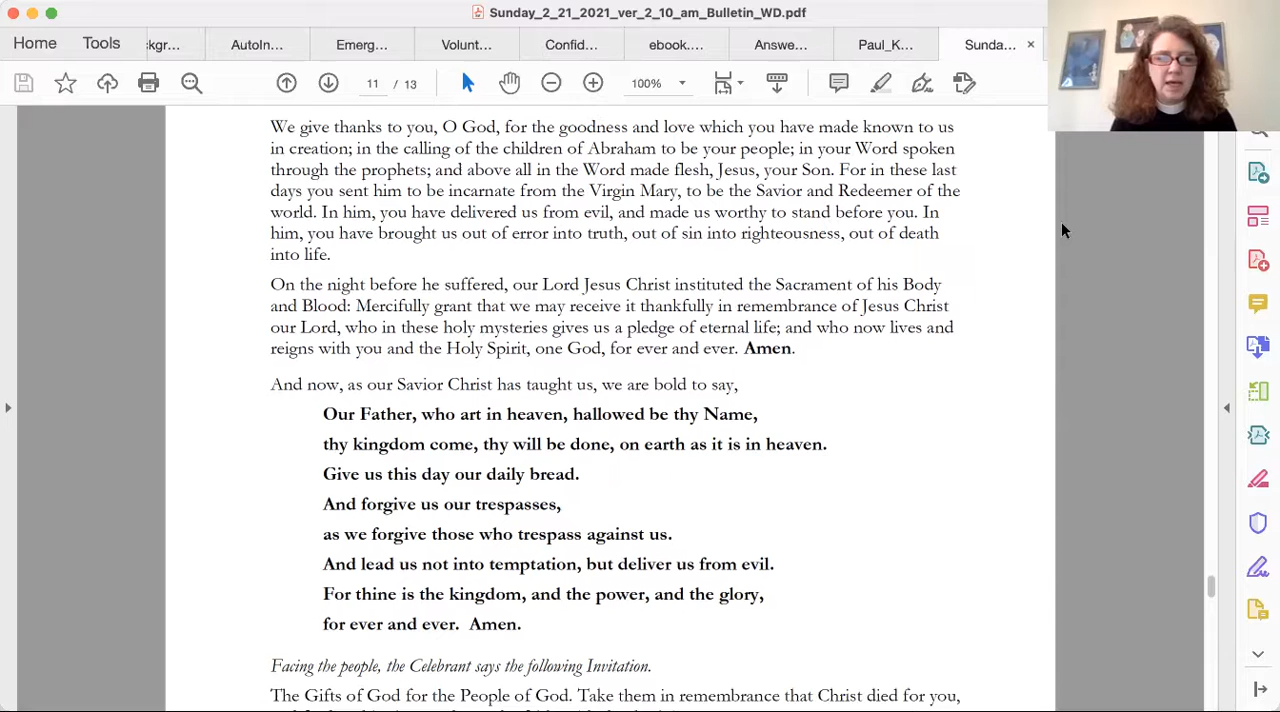 Sunday_2_21_2021_ver_2_10_am_Bulletin_WD.pdf
Home Tools kgr... AutoIn... Emerg... Volunt... Confid... ebook.... Answe... Paul_K... Sunda... ×
11 / 13 100%
We give thanks to you, O God, for the goodness and love which you have made known to us
in creation; in the calling of the children of Abraham to be your people; in your Word spoken
through the prophets; and above all in the Word made flesh, Jesus, your Son. For in these last
days you sent him to be incarnate from the Virgin Mary, to be the Savior and Redeemer of the
world. In him, you have delivered us from evil, and made us worthy to stand before you. In
him, you have brought us out of error into truth, out of sin into righteousness, out of death
into life.
On the night before he suffered, our Lord Jesus Christ instituted the Sacrament of his Body
and Blood: Mercifully grant that we may receive it thankfully in remembrance of Jesus Christ
our Lord, who in these holy mysteries gives us a pledge of eternal life; and who now lives and
reigns with you and the Holy Spirit, one God, for ever and ever. Amen.
And now, as our Savior Christ has taught us, we are bold to say,
Our Father, who art in heaven, hallowed be thy Name,
thy kingdom come, thy will be done, on earth as it is in heaven.
Give us this day our daily bread.
And forgive us our trespasses,
as we forgive those who trespass against us.
And lead us not into temptation, but deliver us from evil.
For thine is the kingdom, and the power, and the glory,
for ever and ever. Amen.
Facing the people, the Celebrant says the following Invitation.
The Gifts of God for the People of God. Take them in remembrance that Christ died for you,